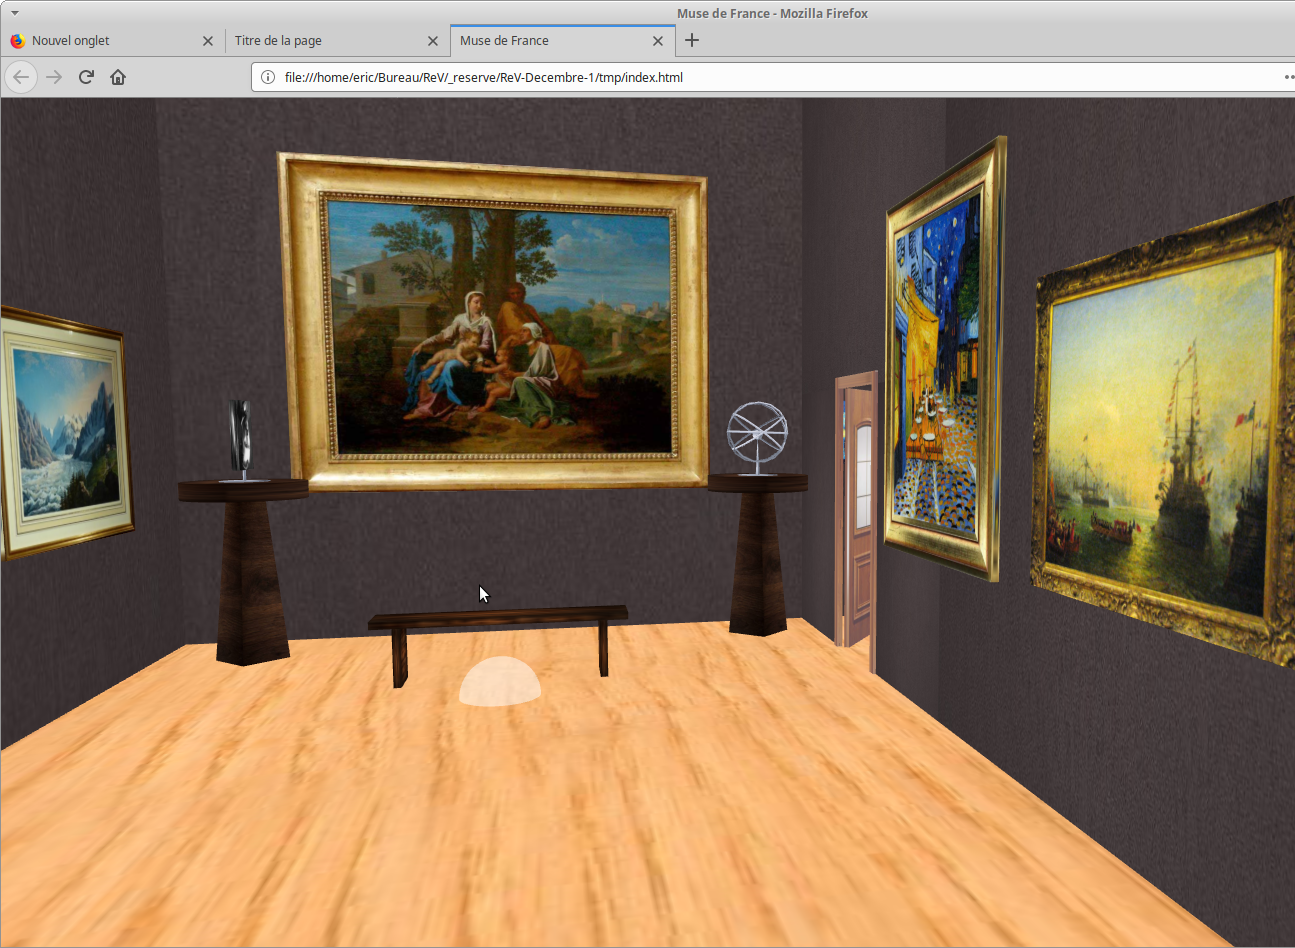 Muse de France - Mozilla Firefox
Nouvel onglet
Titre de la page
Muse de France
file:///home/eric/Bureau/ReV/_reserve/ReV-Decembre-1/tmp/index.html